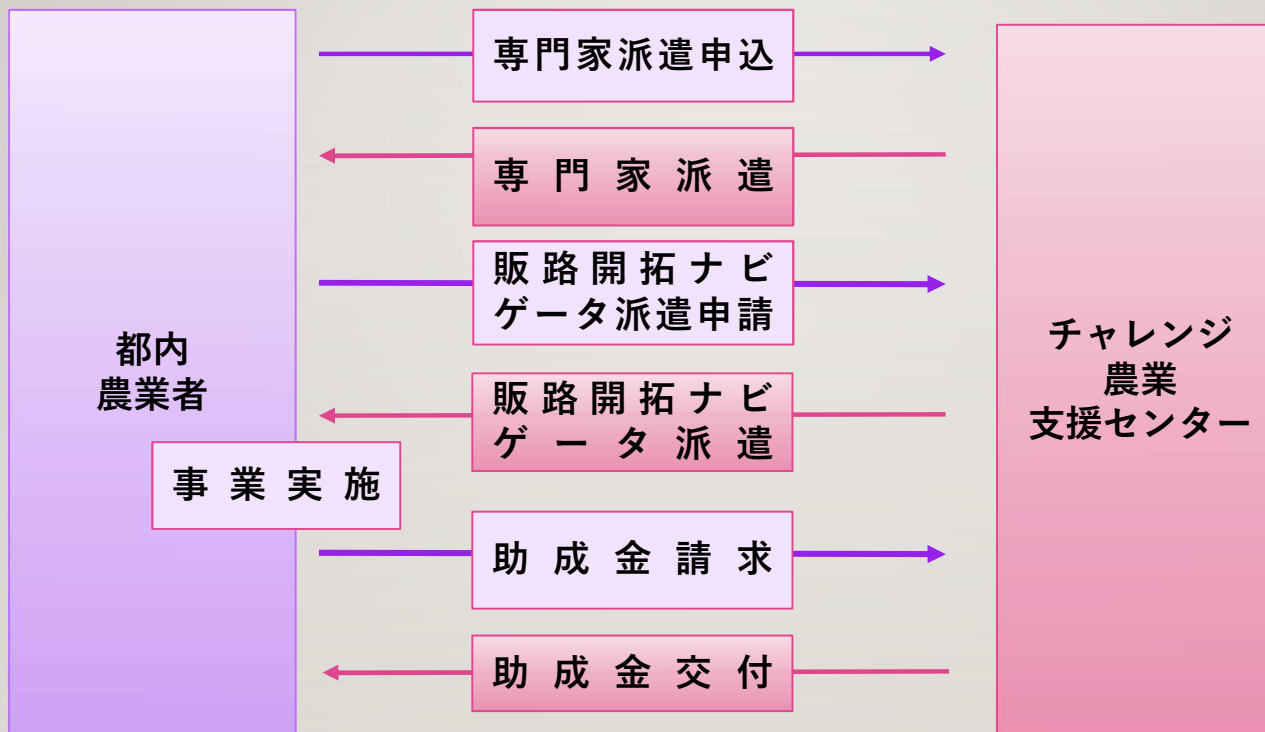 専門家派遣申込
専門家派遣
販路開拓ナビ
ゲータ派遣申請
都内
農業者
チャレンジ
農業
支援センター
販路開拓ナビ
ゲータ派遣
事業実施
助成金請求
助成金交付